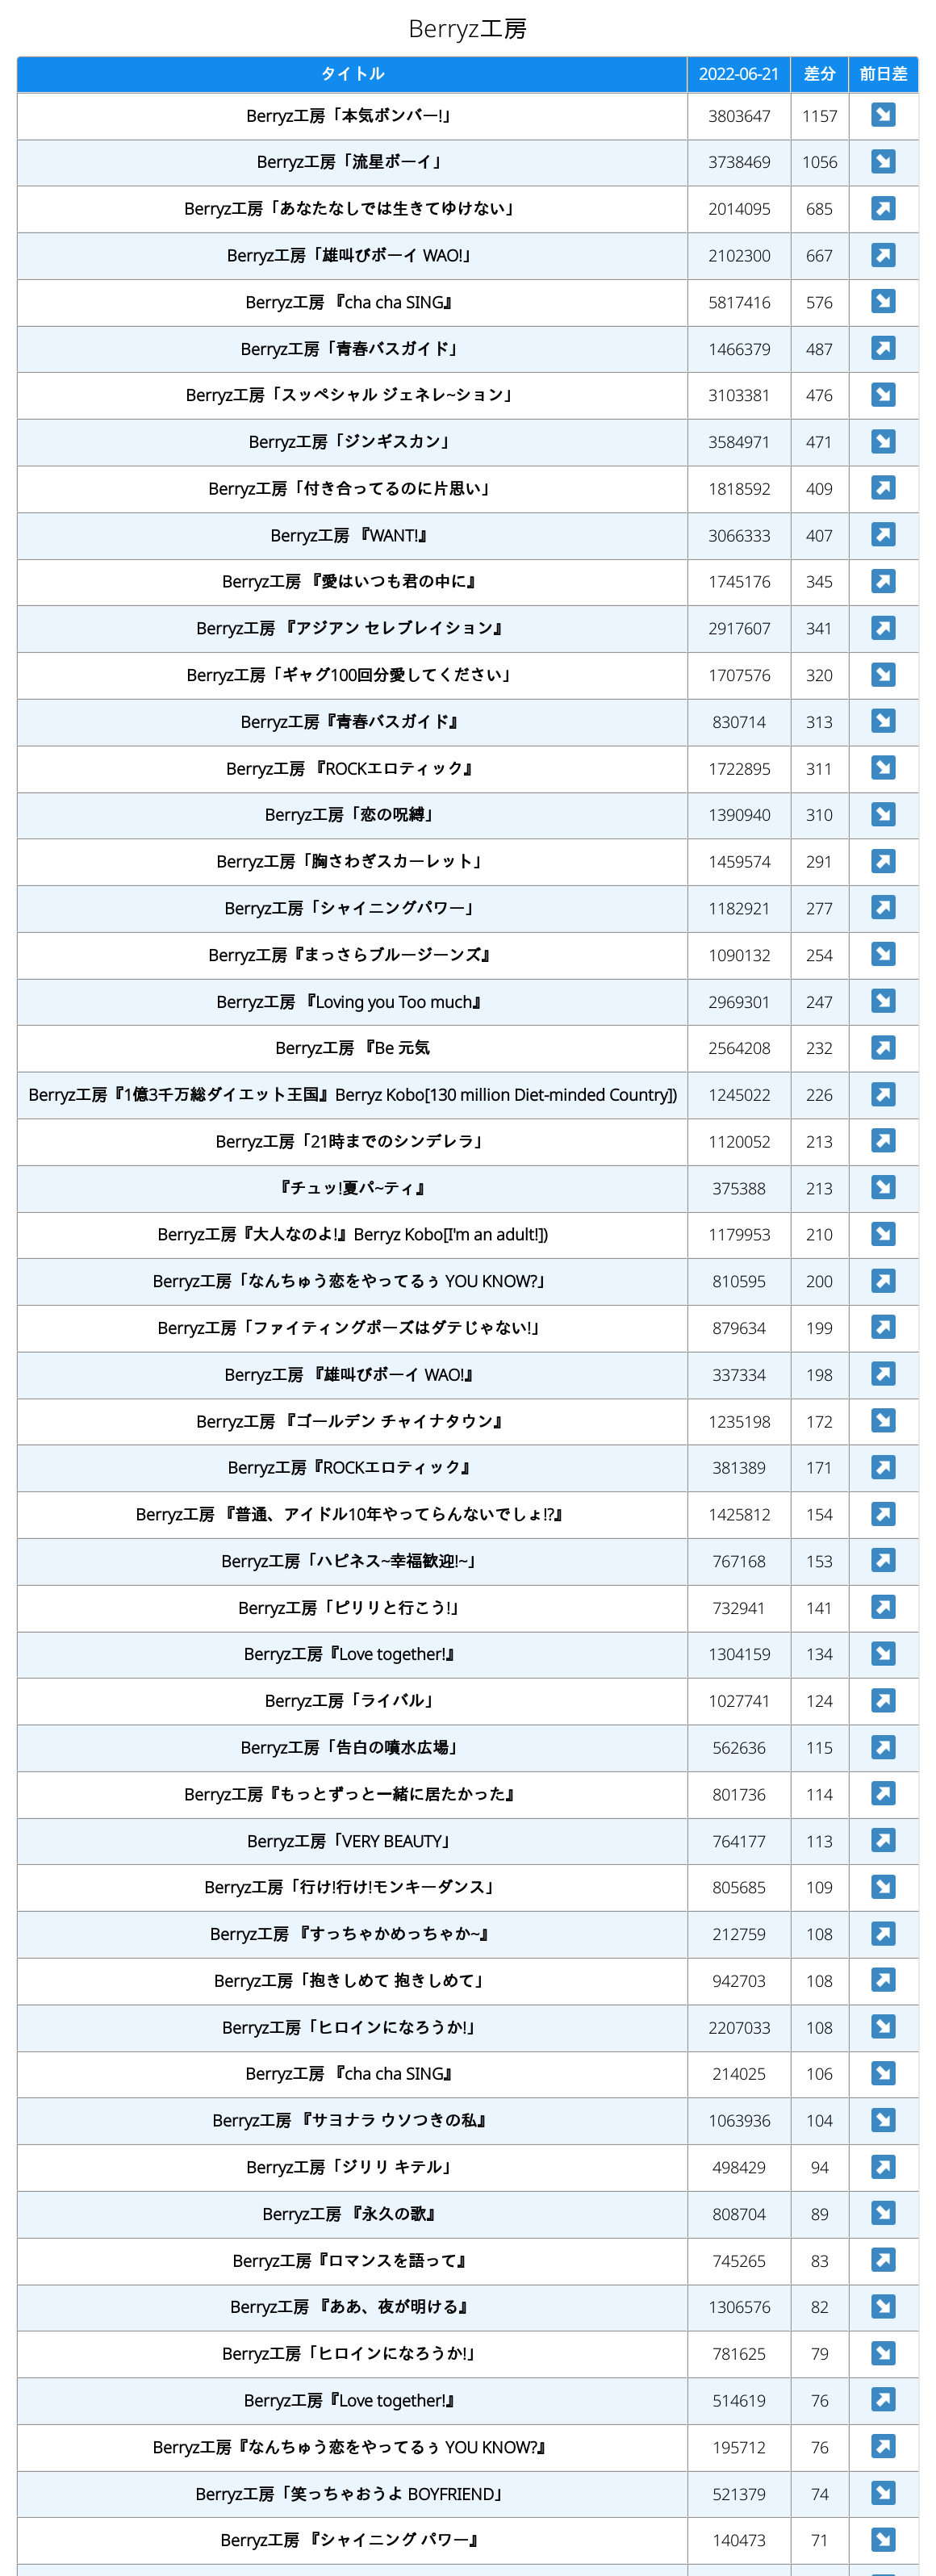 Berryz工房
タイトル 2022-06-21 差分 前日差
Berryz工房「本気ボンバー!」 3803647 1157
Berryz工房「流星ボーイ」 3738469 1056
Berryz工房「あなたなしでは生きてゆけない」 2014095 685
Berryz工房「雄叫びボーイ WAO!」 2102300 667
Berryz工房 『cha cha SING』 5817416 576
Berryz工房「青春バスガイド」 1466379 487
Berryz工房「スッペシャル ジェネレ~ション」 3103381 476
Berryz工房「ジンギスカン」 3584971 471
Berryz工房「付き合ってるのに片思い」 1818592 409
Berryz工房 『WANT!』 3066333 407
Berryz工房 『愛はいつも君の中に』 1745176 345
Berryz工房 『アジアン セレブレイション』 2917607 341
Berryz工房「ギャグ100回分愛してください」 1707576 320
Berryz工房『青春バスガイド』 830714 313
Berryz工房 『ROCKエロティック』 1722895 311
Berryz工房「恋の呪縛」 1390940 310
Berryz工房「胸さわぎスカーレット」 1459574 291
Berryz工房「シャイニングパワー」 1182921 277
Berryz工房『まっさらブルージーンズ』 1090132 254
Berryz工房 『Loving you Too much』 2969301 247
Berryz工房 『Be 元気 2564208 232
Berryz工房『1億3千万総ダイエット王国』Berryz Kobo[130 million Diet-minded Country]) 1245022 226
Berryz工房「21時までのシンデレラ」 1120052 213
『チュッ!夏パ~ティ』 375388 213
Berryz工房『大人なのよ!』Berryz Kobo[I'm an adult!]) 1179953 210
Berryz工房「なんちゅう恋をやってるぅ YOU KNOW?」 810595 200
Berryz工房「ファイティングポーズはダテじゃない!」 879634 199
Berryz工房 『雄叫びボーイ WAO!』 337334 198
Berryz工房 『ゴールデン チャイナタウン』 1235198 172
Berryz工房『ROCKエロティック』 381389 171
Berryz工房 『普通、アイドル10年やってらんないでしょ!?』 1425812 154
Berryz工房「ハピネス~幸福歓迎!~」 767168 153
Berryz工房「ピリリと行こう!」 732941 141
Berryz工房『Love together!』 1304159 134
Berryz工房「ライバル」 1027741 124
Berryz工房「告白の噴水広場」 562636 115
Berryz工房『もっとずっと一緒に居たかった』 801736 114
Berryz工房「VERY BEAUTY」 764177 113
Berryz工房「行け!行け!モンキーダンス」 805685 109
Berryz工房 『すっちゃかめっちゃか~』 212759 108
Berryz工房「抱きしめて 抱きしめて」 942703 108
Berryz工房「ヒロインになろうか!」 2207033 108
Berryz工房 『cha cha SING』 214025 106
Berryz工房 『サヨナラ ウソつきの私』 1063936 104
Berryz工房「ジリリ キテル」 498429 94
Berryz工房 『永久の歌』 808704 89
Berryz工房『ロマンスを語って』 745265 83
Berryz工房 『ああ、夜が明ける』 1306576 82
Berryz工房「ヒロインになろうか!」 781625 79
Berryz工房『Love together!』 514619 76
Berryz工房『なんちゅう恋をやってるぅ YOU KNOW?』 195712 76
Berryz工房「笑っちゃおうよ BOYFRIEND」 521379 74
Berryz工房 『シャイニング パワー』 140473 71